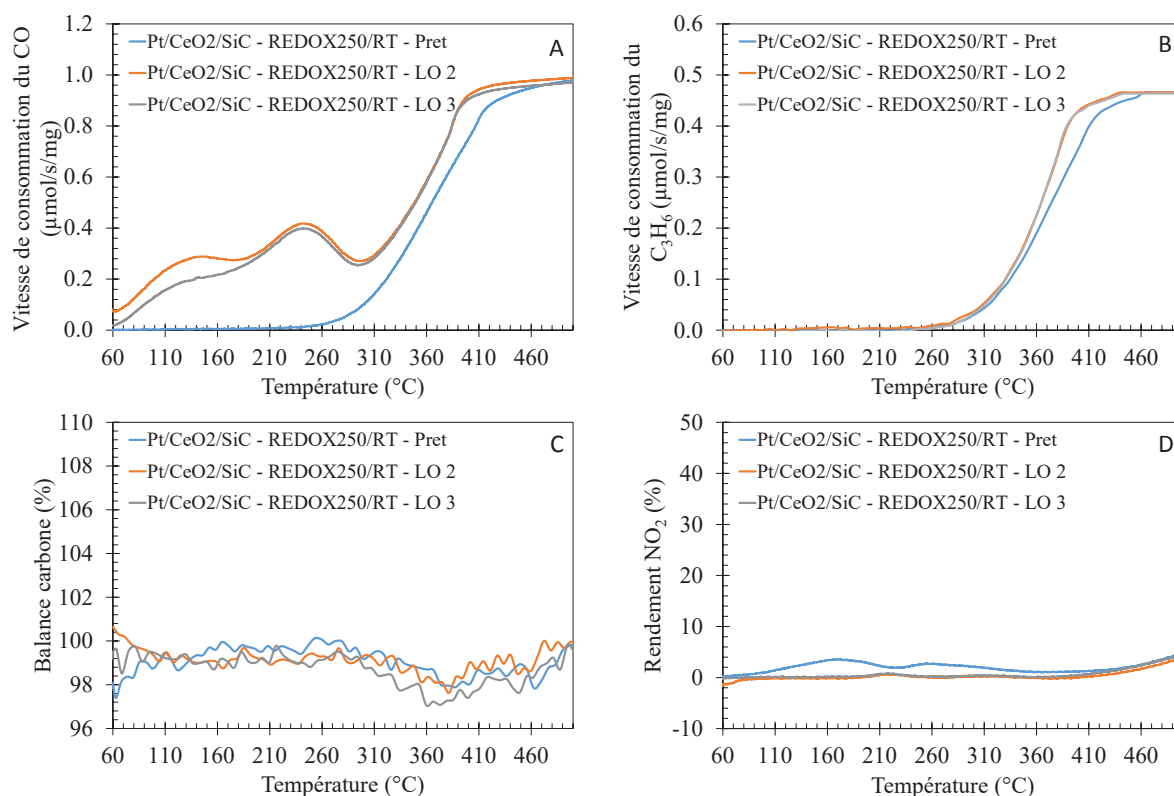 Vitesse de consommation du CO
(µmol/s/mg)
1.2
1.0
0.8
0.6
0.4
0.2
0.0
Pt/CeO2/SiC - REDOX250/RT - Pret
Pt/CeO2/SiC - REDOX250/RT - LO 2
Pt/CeO2/SiC - REDOX250/RT - LO 3
A
60 110 160 210 260 310 360 410 460
Température (°C)
Vitesse de consommation du
C₃H₆ (µmol/s/mg)
0.6
0.5
0.4
0.3
0.2
0.1
0.0
Pt/CeO2/SiC - REDOX250/RT - Pret
Pt/CeO2/SiC - REDOX250/RT - LO 2
Pt/CeO2/SiC - REDOX250/RT - LO 3
B
60 110 160 210 260 310 360 410 460
Température (°C)
Balance carbone (%)
110
108
106
104
102
100
98
96
Pt/CeO2/SiC - REDOX250/RT - Pret
Pt/CeO2/SiC - REDOX250/RT - LO 2
Pt/CeO2/SiC - REDOX250/RT - LO 3
C
60 110 160 210 260 310 360 410 460
Température (°C)
Rendement NO₂ (%)
50
40
30
20
10
0
-10
Pt/CeO2/SiC - REDOX250/RT - Pret
Pt/CeO2/SiC - REDOX250/RT - LO 2
Pt/CeO2/SiC - REDOX250/RT - LO 3
D
60 110 160 210 260 310 360 410 460
Température (°C)